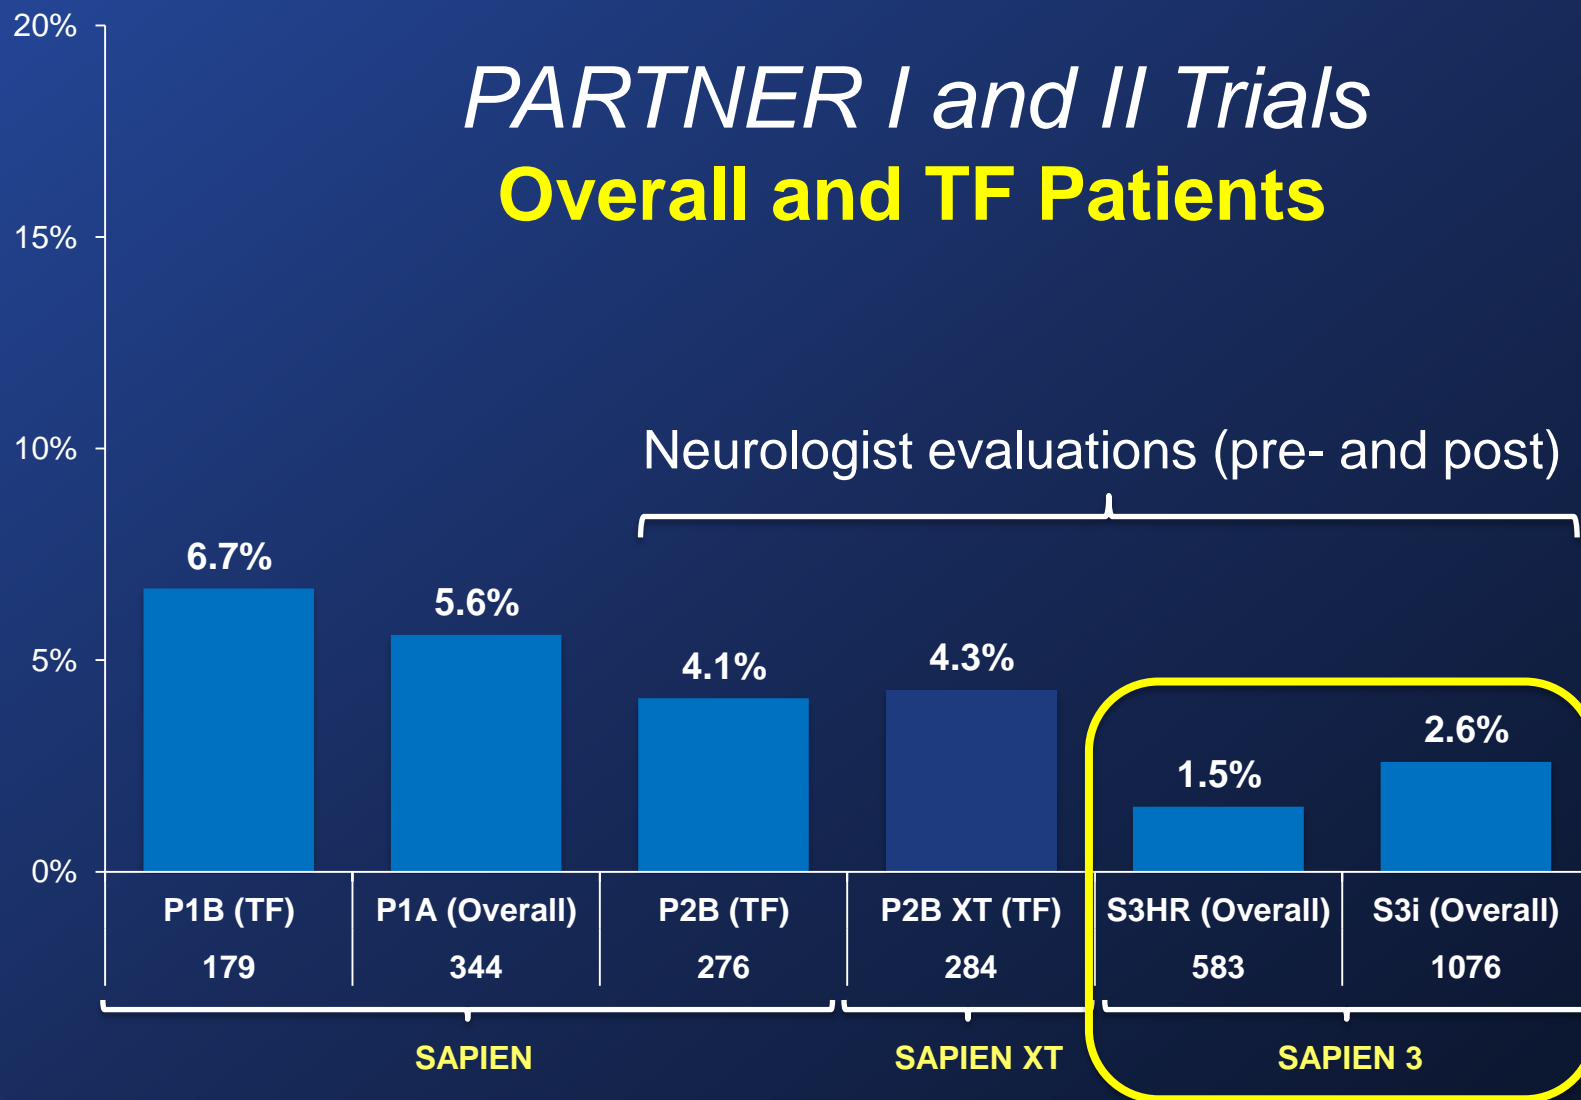 PARTNER I and II Trials
Overall and TF Patients
20%
15%
10%
5%
0%
Neurologist evaluations (pre- and post)
6.7%
5.6%
4.1%
4.3%
1.5%
2.6%
P1B (TF) P1A (Overall) P2B (TF) P2B XT (TF) S3HR (Overall) S3i (Overall)
179 344 276 284 583 1076
SAPIEN SAPIEN XT SAPIEN 3